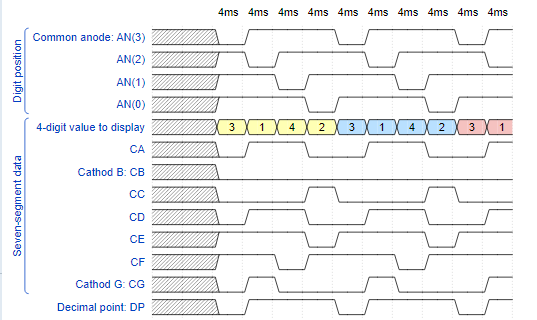 4ms 4ms 4ms 4ms 4ms 4ms 4ms 4ms 4ms 4ms
Digit position
Common anode: AN(3)
AN(2)
AN(1)
AN(0)
4-digit value to display 3 1 4 2 3 1 4 2 3 1
Seven-segment data
CA
Cathod B: CB
CC
CD
CE
CF
Cathod G: CG
Decimal point: DP